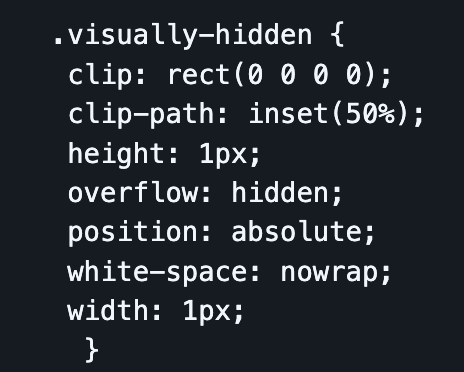 .visually-hidden {
clip: rect(0 0 0 0);
clip-path: inset(50%);
height: 1px;
overflow: hidden;
position: absolute;
white-space: nowrap;
width: 1px;
}